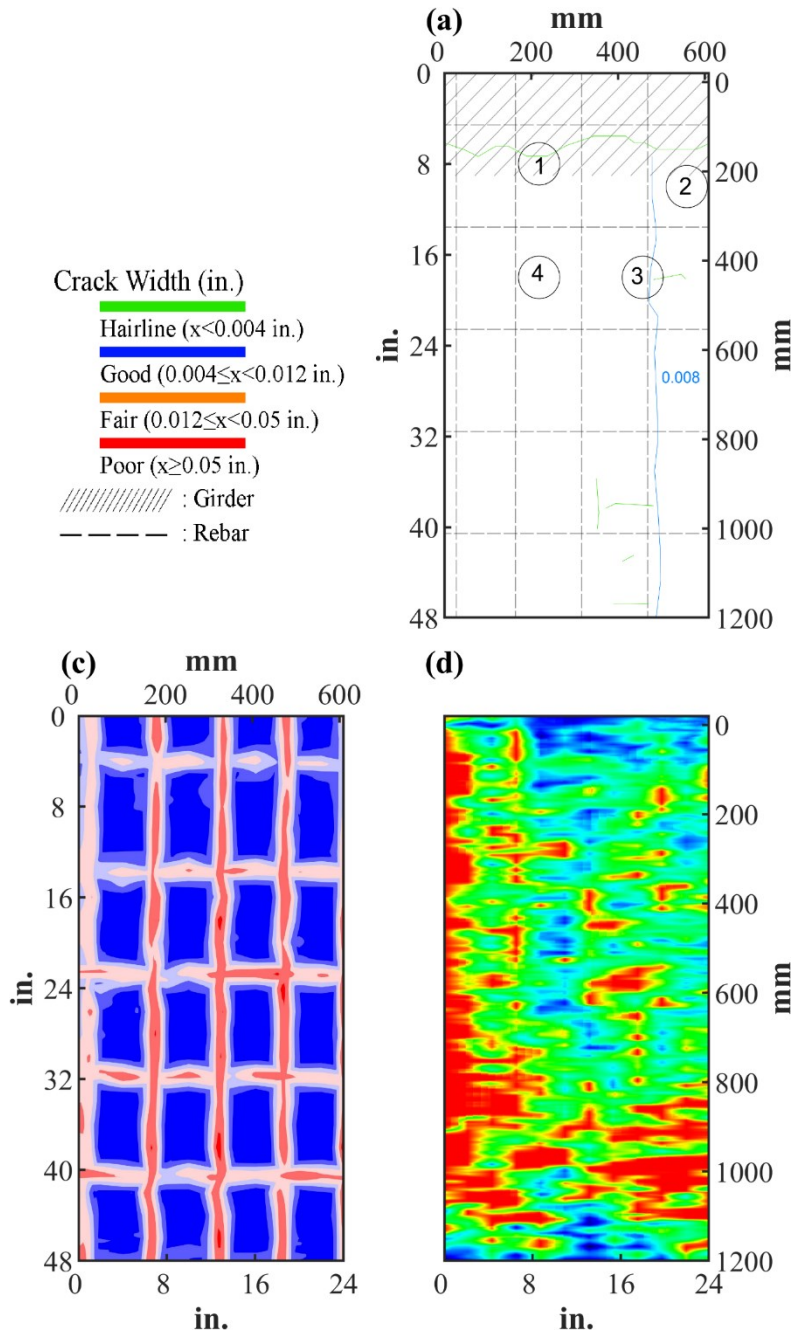 (a) mm
0 200 400 600
0 0
8 200
16 400
24 600
32 800
40 1000
48 1200
in.
mm
1
2
3
4
0.008
Crack Width (in.)
Hairline (x<0.004 in.)
Good (0.004≤x<0.012 in.)
Fair (0.012≤x<0.05 in.)
Poor (x≥0.05 in.)
: Girder
: Rebar
(c) mm
0 200 400 600
0
8
16
24
32
40
48
in.
0 8 16 24
in.
(d)
0
200
400
600
800
1000
1200
mm
0 8 16 24
in.